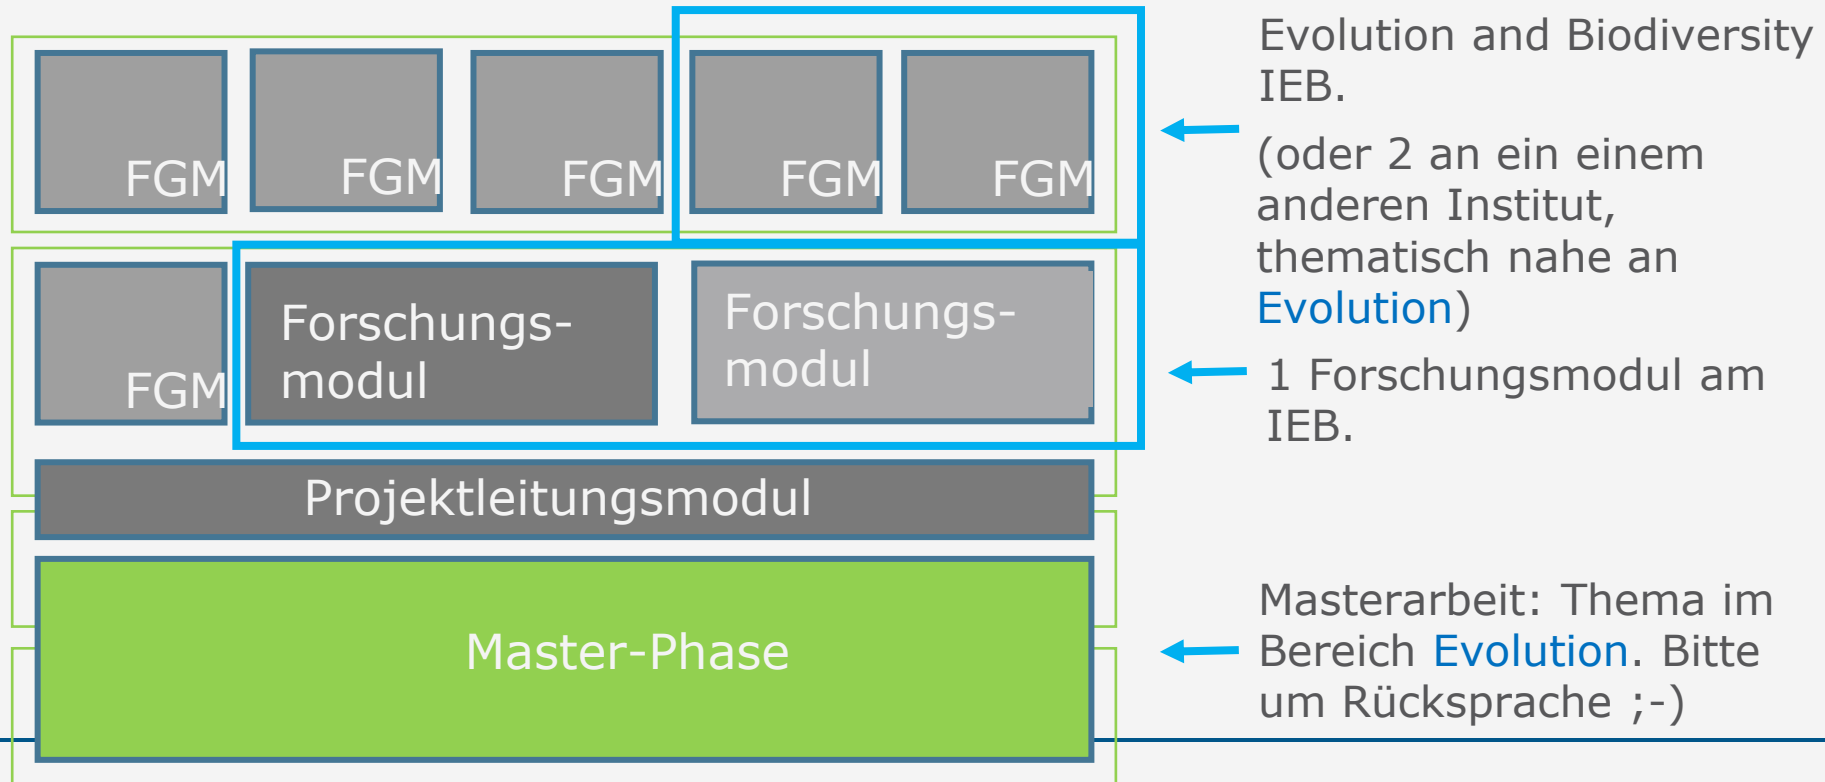 FGM
FGM
FGM
FGM
FGM
Evolution and Biodiversity
IEB.
(oder 2 an ein einem
anderen Institut,
thematisch nahe an
Evolution)
FGM
Forschungs-
modul
Forschungs-
modul
1 Forschungsmodul am
IEB.
Projektleitungsmodul
Master-Phase
Masterarbeit: Thema im
Bereich Evolution. Bitte
um Rücksprache ;-)